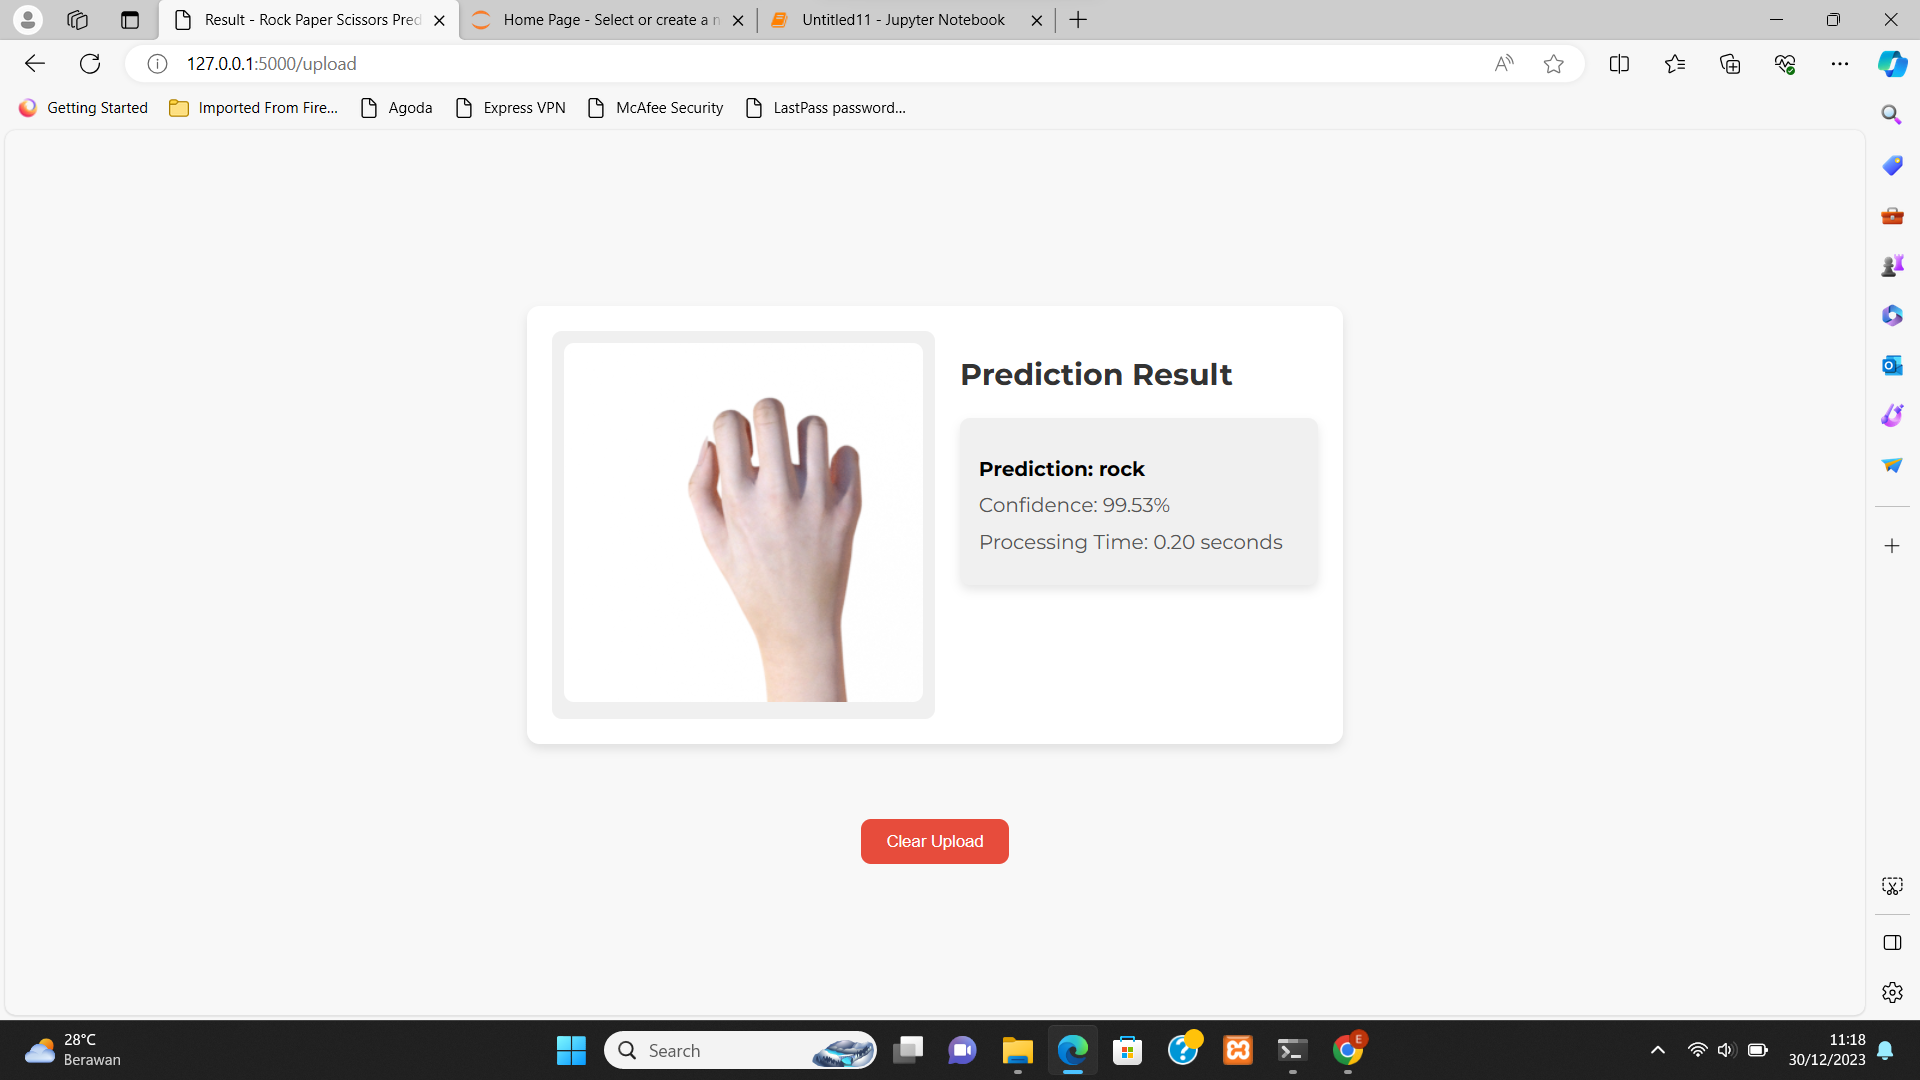 Result - Rock Paper Scissors Pred
Home Page - Select or create a n
Untitled11 - Jupyter Notebook
127.0.0.1:5000/upload
Getting Started
Imported From Fire...
Agoda
Express VPN
McAfee Security
LastPass password...
Prediction Result
Prediction: rock
Confidence: 99.53%
Processing Time: 0.20 seconds
Clear Upload
28°C
Berawan
Search
E
11:18
30/12/2023